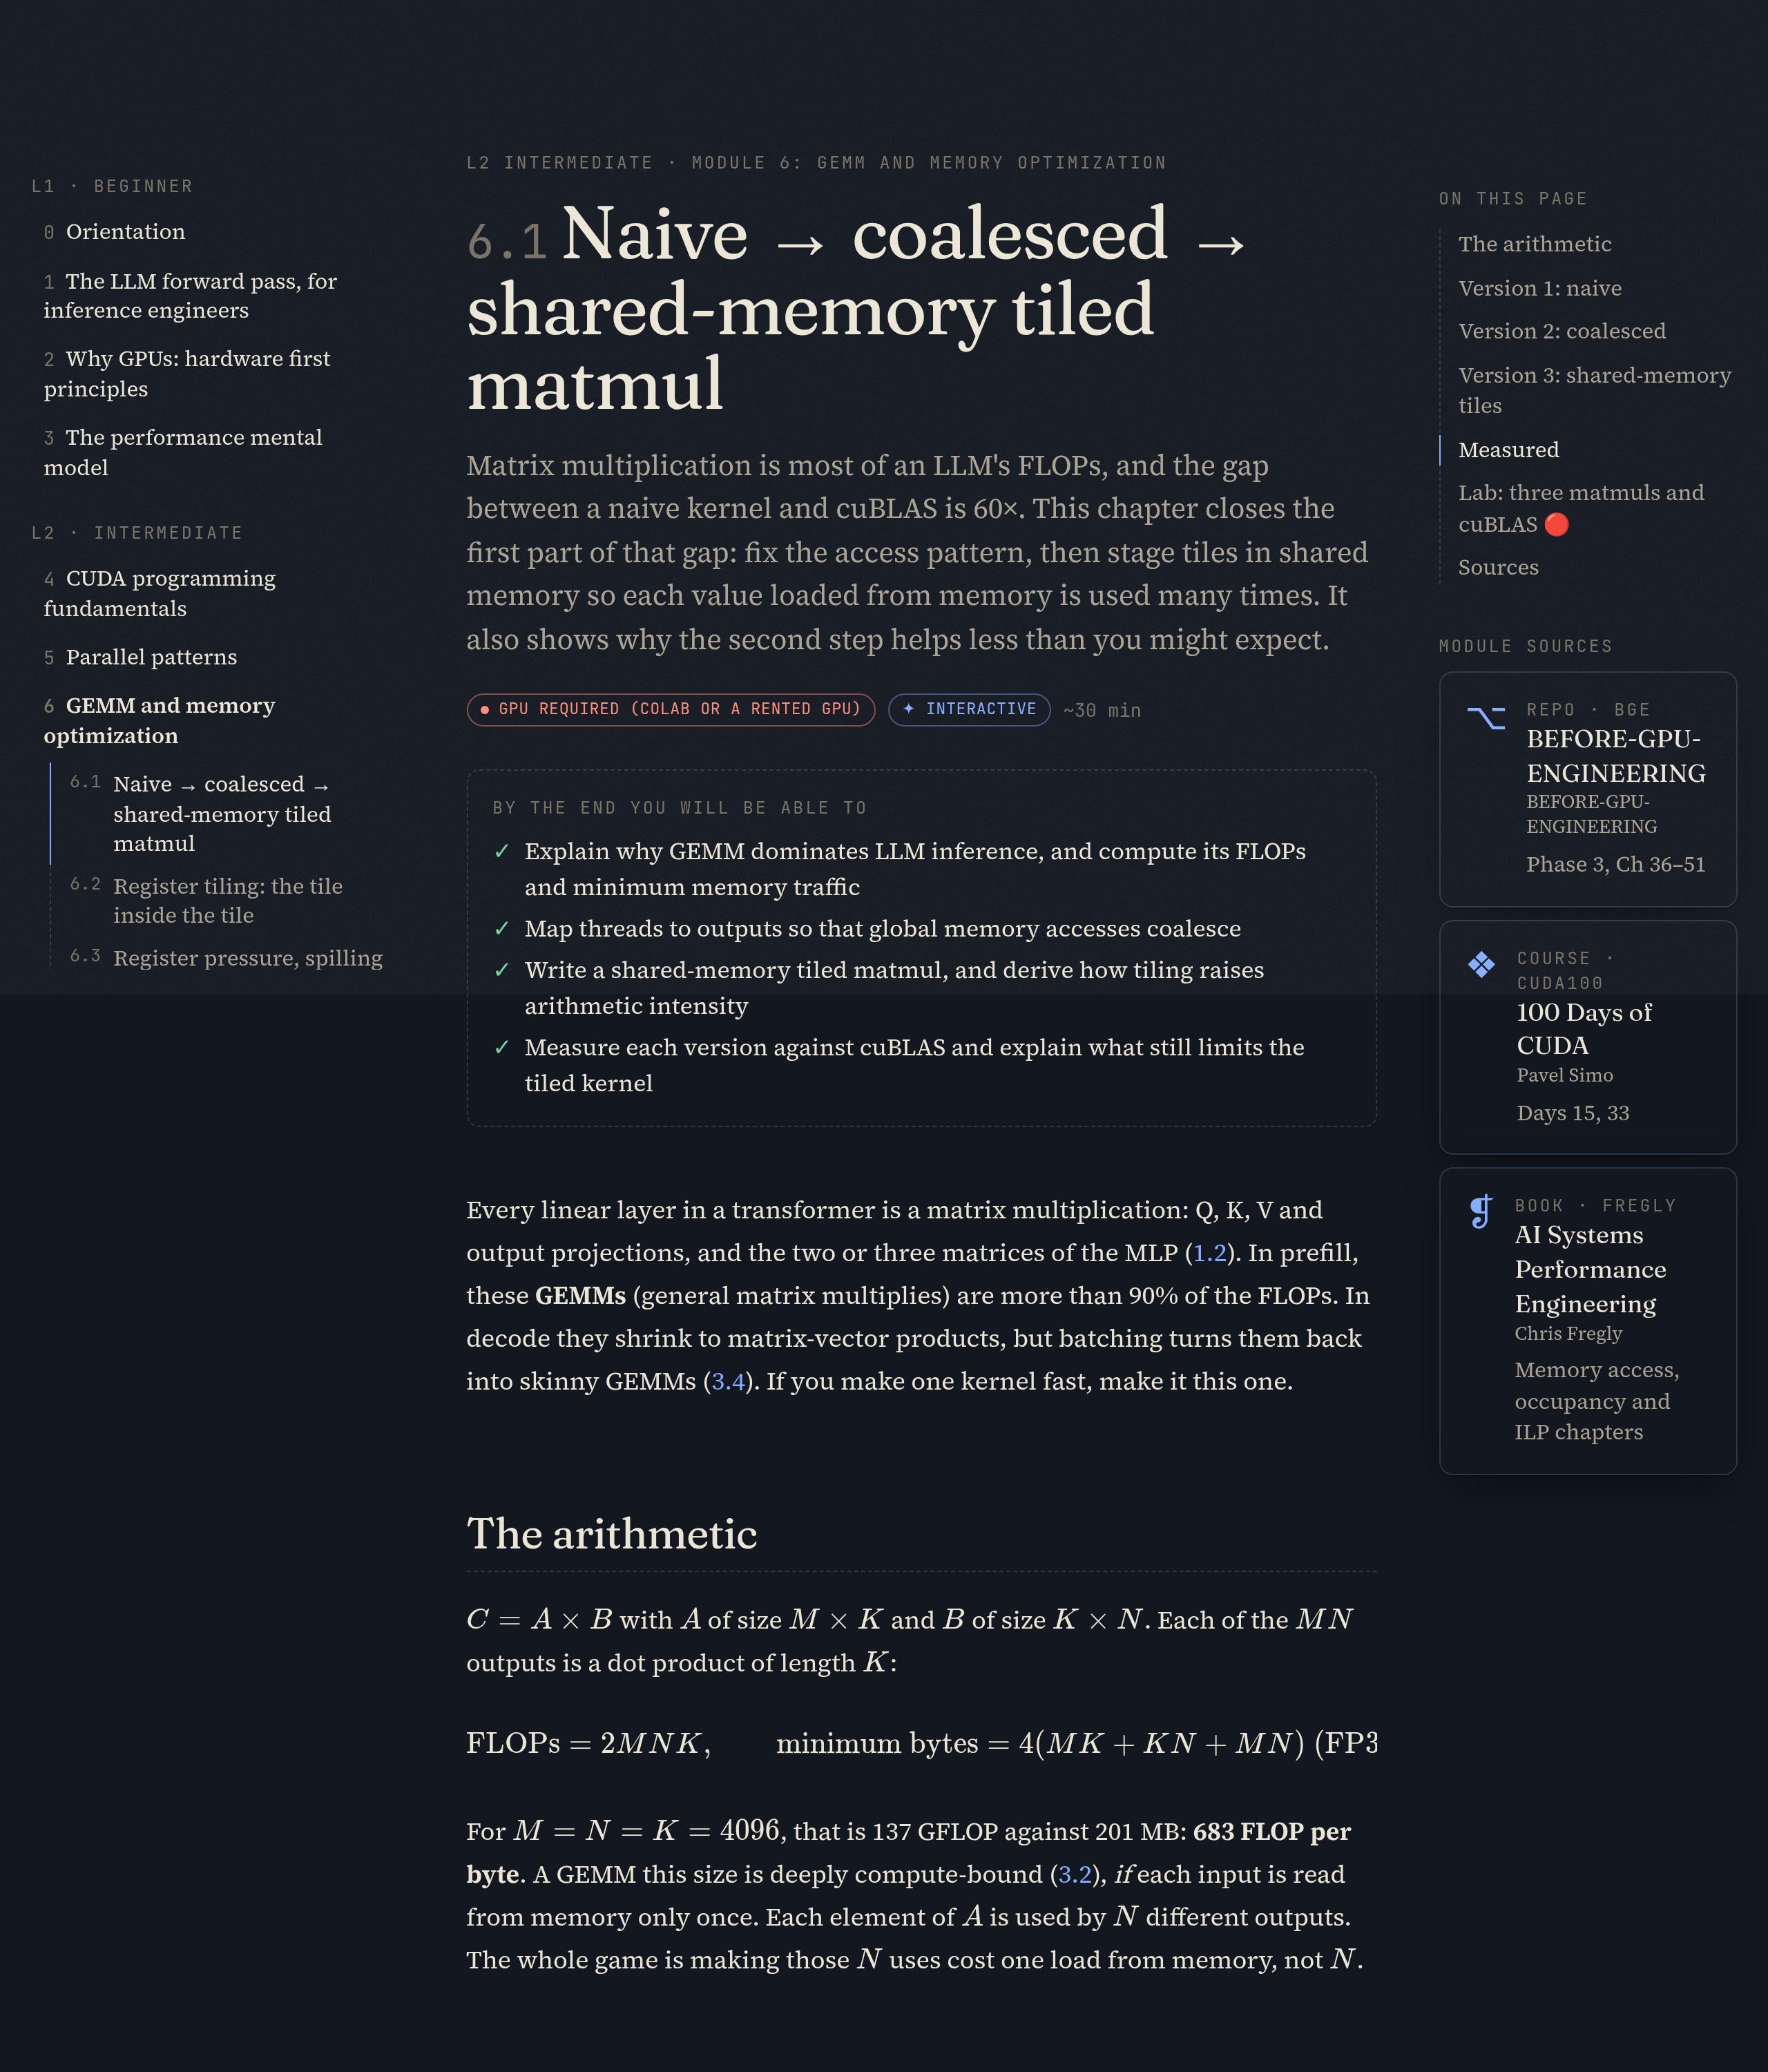 L1 · BEGINNER
0 Orientation
1 The LLM forward pass, for
inference engineers
2 Why GPUs: hardware first
principles
3 The performance mental
model
L2 · INTERMEDIATE
4 CUDA programming
fundamentals
5 Parallel patterns
6 GEMM and memory
optimization
6.1 Naive → coalesced →
shared-memory tiled
matmul
6.2 Register tiling: the tile
inside the tile
6.3 Register pressure, spilling
L2 INTERMEDIATE · MODULE 6: GEMM AND MEMORY OPTIMIZATION
6.1 Naive → coalesced →
shared-memory tiled
matmul
Matrix multiplication is most of an LLM's FLOPs, and the gap
between a naive kernel and cuBLAS is 60×. This chapter closes the
first part of that gap: fix the access pattern, then stage tiles in shared
memory so each value loaded from memory is used many times. It
also shows why the second step helps less than you might expect.
● GPU REQUIRED (COLAB OR A RENTED GPU) ✦ INTERACTIVE ~30 min
BY THE END YOU WILL BE ABLE TO
✓ Explain why GEMM dominates LLM inference, and compute its FLOPs
and minimum memory traffic
✓ Map threads to outputs so that global memory accesses coalesce
✓ Write a shared-memory tiled matmul, and derive how tiling raises
arithmetic intensity
✓ Measure each version against cuBLAS and explain what still limits the
tiled kernel
Every linear layer in a transformer is a matrix multiplication: Q, K, V and
output projections, and the two or three matrices of the MLP (1.2). In prefill,
these GEMMs (general matrix multiplies) are more than 90% of the FLOPs. In
decode they shrink to matrix-vector products, but batching turns them back
into skinny GEMMs (3.4). If you make one kernel fast, make it this one.
The arithmetic
C = A × B with A of size M × K and B of size K × N. Each of the MN
outputs is a dot product of length K:
FLOPs = 2MNK, minimum bytes = 4(MK + KN + MN) (FP3
For M = N = K = 4096, that is 137 GFLOP against 201 MB: 683 FLOP per
byte. A GEMM this size is deeply compute-bound (3.2), if each input is read
from memory only once. Each element of A is used by N different outputs.
The whole game is making those N uses cost one load from memory, not N.
ON THIS PAGE
The arithmetic
Version 1: naive
Version 2: coalesced
Version 3: shared-memory
tiles
Measured
Lab: three matmuls and
cuBLAS 🔴
Sources
MODULE SOURCES
⌥ REPO · BGE
BEFORE-GPU-
ENGINEERING
BEFORE-GPU-
ENGINEERING
Phase 3, Ch 36–51
❖ COURSE ·
CUDA100
100 Days of
CUDA
Pavel Simo
Days 15, 33
❡ BOOK · FREGLY
AI Systems
Performance
Engineering
Chris Fregly
Memory access,
occupancy and
ILP chapters